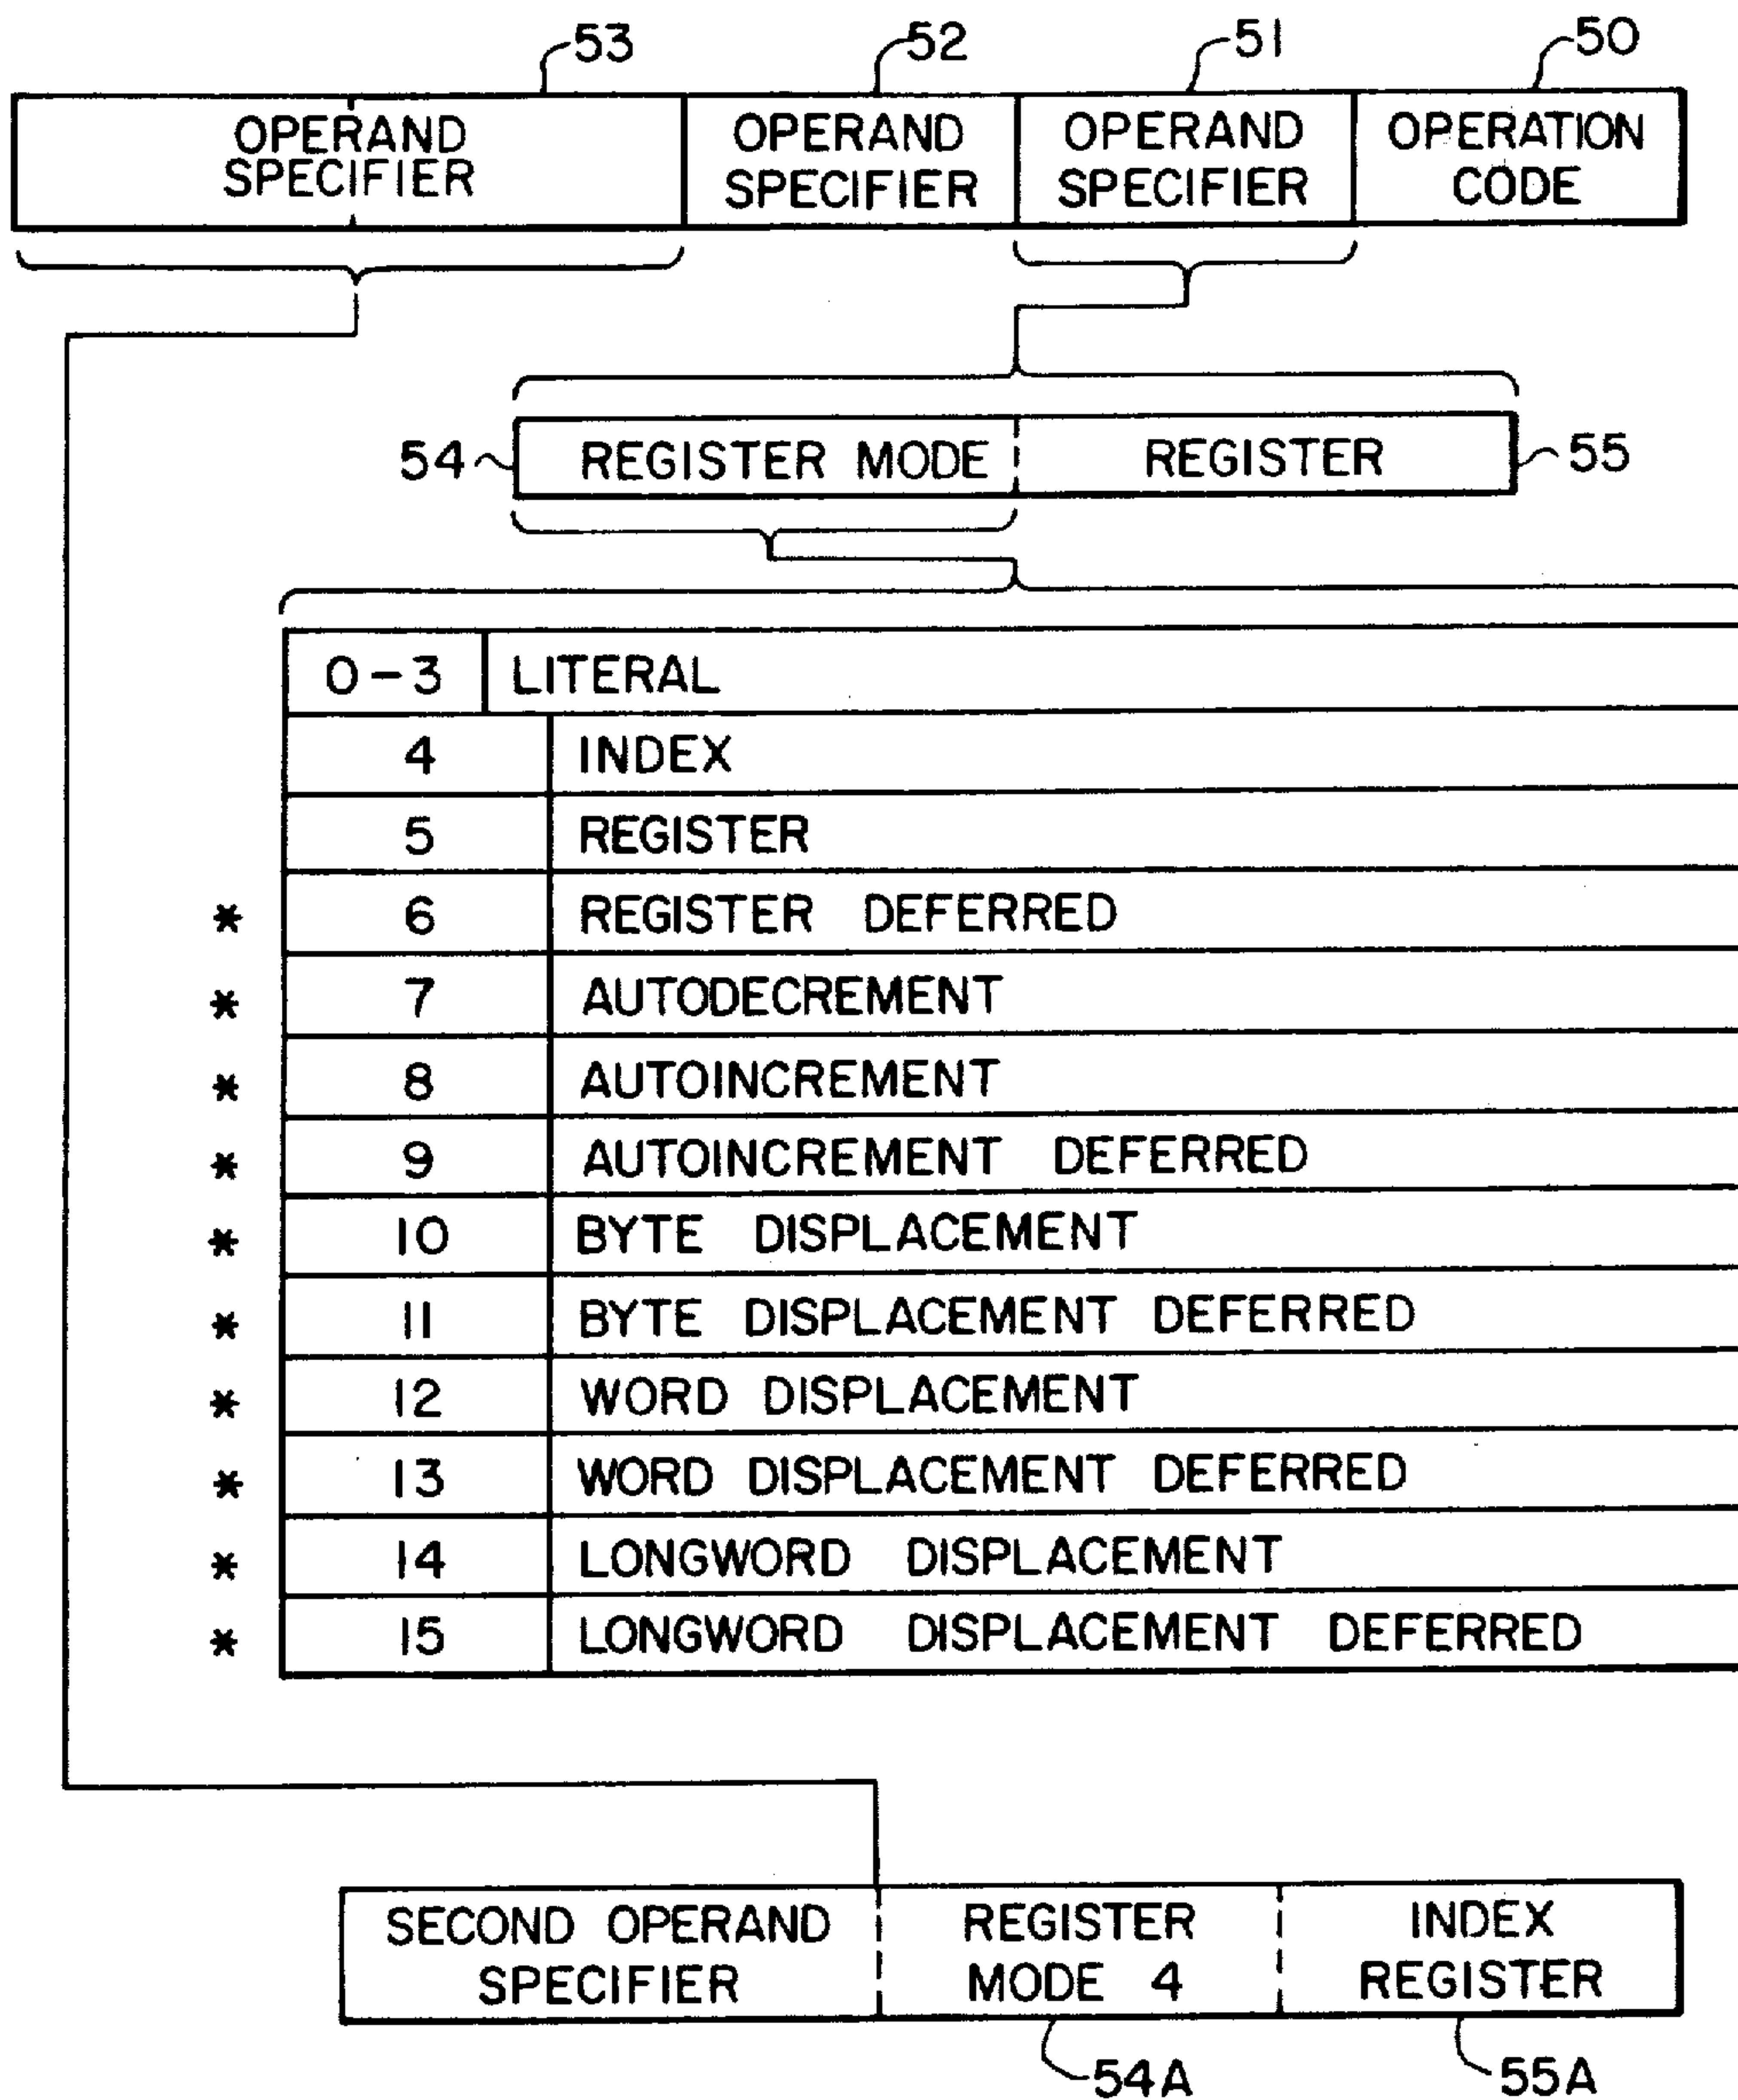 53 52 51 50
OPERAND OPERAND OPERAND OPERATION
SPECIFIER SPECIFIER SPECIFIER CODE
54 REGISTER MODE REGISTER 55
0-3 LITERAL
4 INDEX
5 REGISTER
* 6 REGISTER DEFERRED
* 7 AUTODECREMENT
* 8 AUTOINCREMENT
* 9 AUTOINCREMENT DEFERRED
* 10 BYTE DISPLACEMENT
* 11 BYTE DISPLACEMENT DEFERRED
* 12 WORD DISPLACEMENT
* 13 WORD DISPLACEMENT DEFERRED
* 14 LONGWORD DISPLACEMENT
* 15 LONGWORD DISPLACEMENT DEFERRED
SECOND OPERAND REGISTER INDEX
SPECIFIER MODE 4 REGISTER
54A 55A